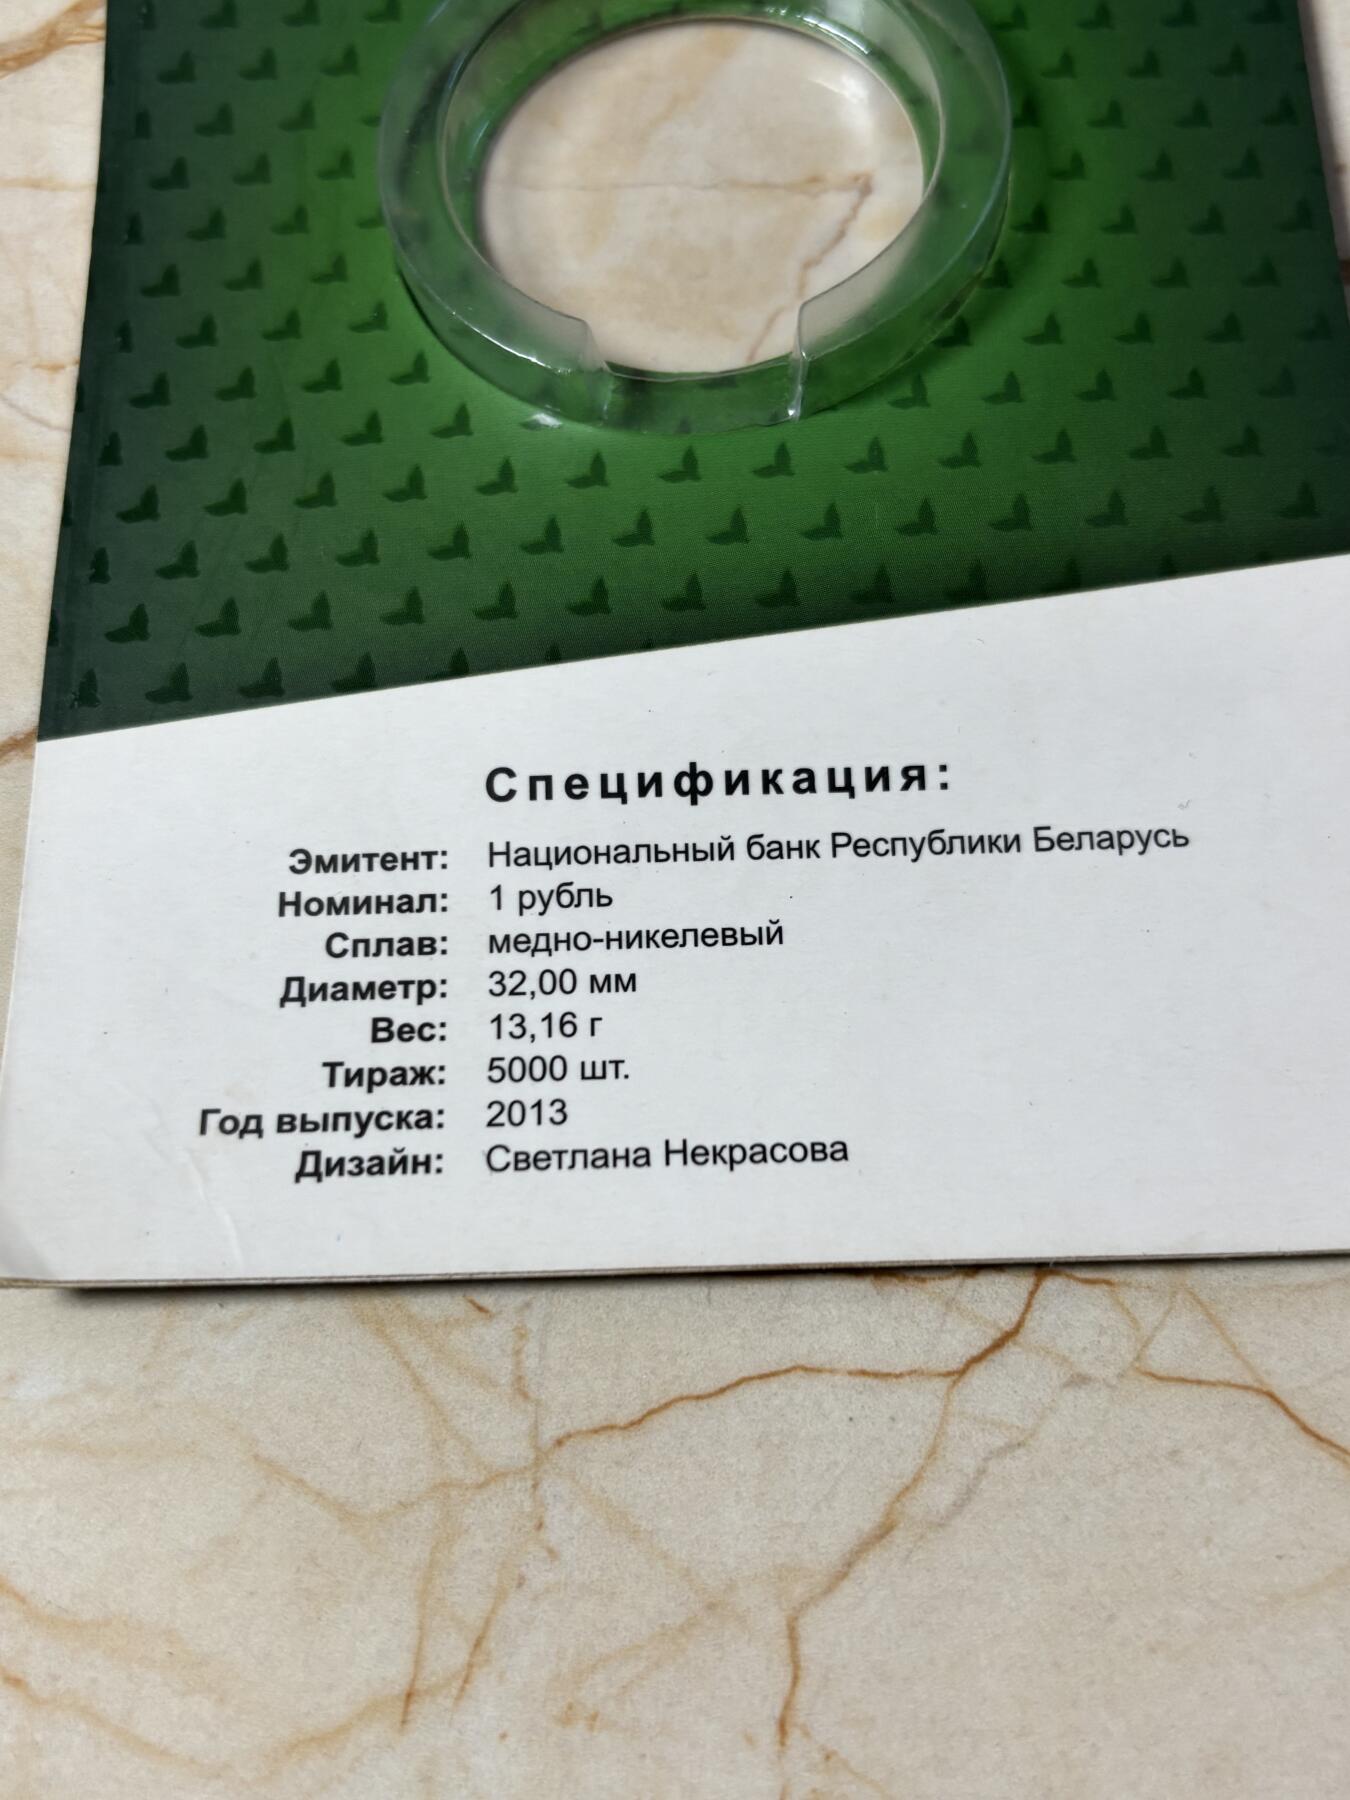 Спецификация:
Эмитент: Национальный банк Республики Беларусь
Номинал: 1 рубль
Сплав: медно-никелевый
Диаметр: 32,00 мм
Вес: 13,16 г
Тираж: 5000 шт.
Год выпуска: 2013
Дизайн: Светлана Некрасова